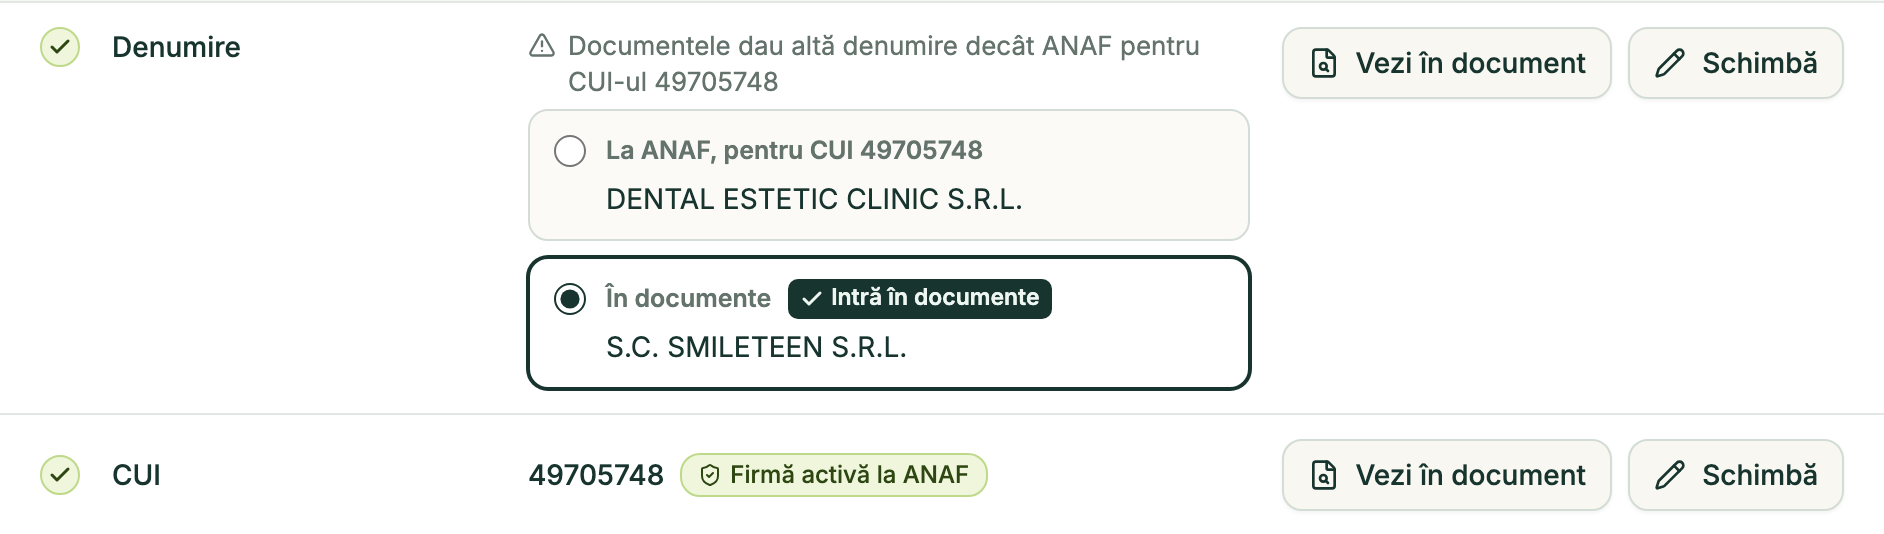 Denumire
Documentele dau altă denumire decât ANAF pentru
CUI-ul 49705748
Vezi în document
Schimbă
La ANAF, pentru CUI 49705748
DENTAL ESTETIC CLINIC S.R.L.
În documente
Intră în documente
S.C. SMILETEEN S.R.L.
CUI
49705748
Firmă activă la ANAF
Vezi în document
Schimbă